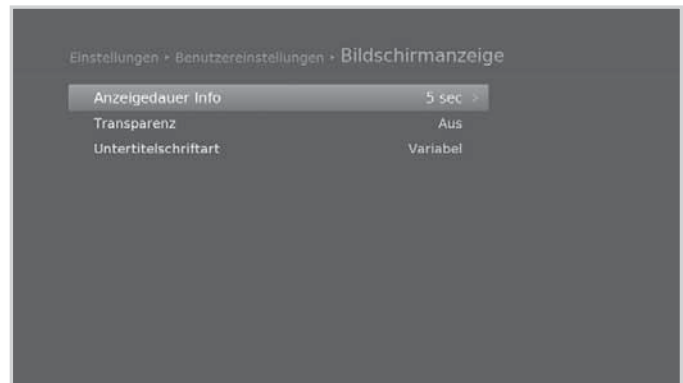 Einstellungen ‣ Benutzereinstellungen ‣ Bildschirmanzeige
Anzeigedauer Info 5 sec >
Transparenz Aus
Untertitelschriftart Variabel